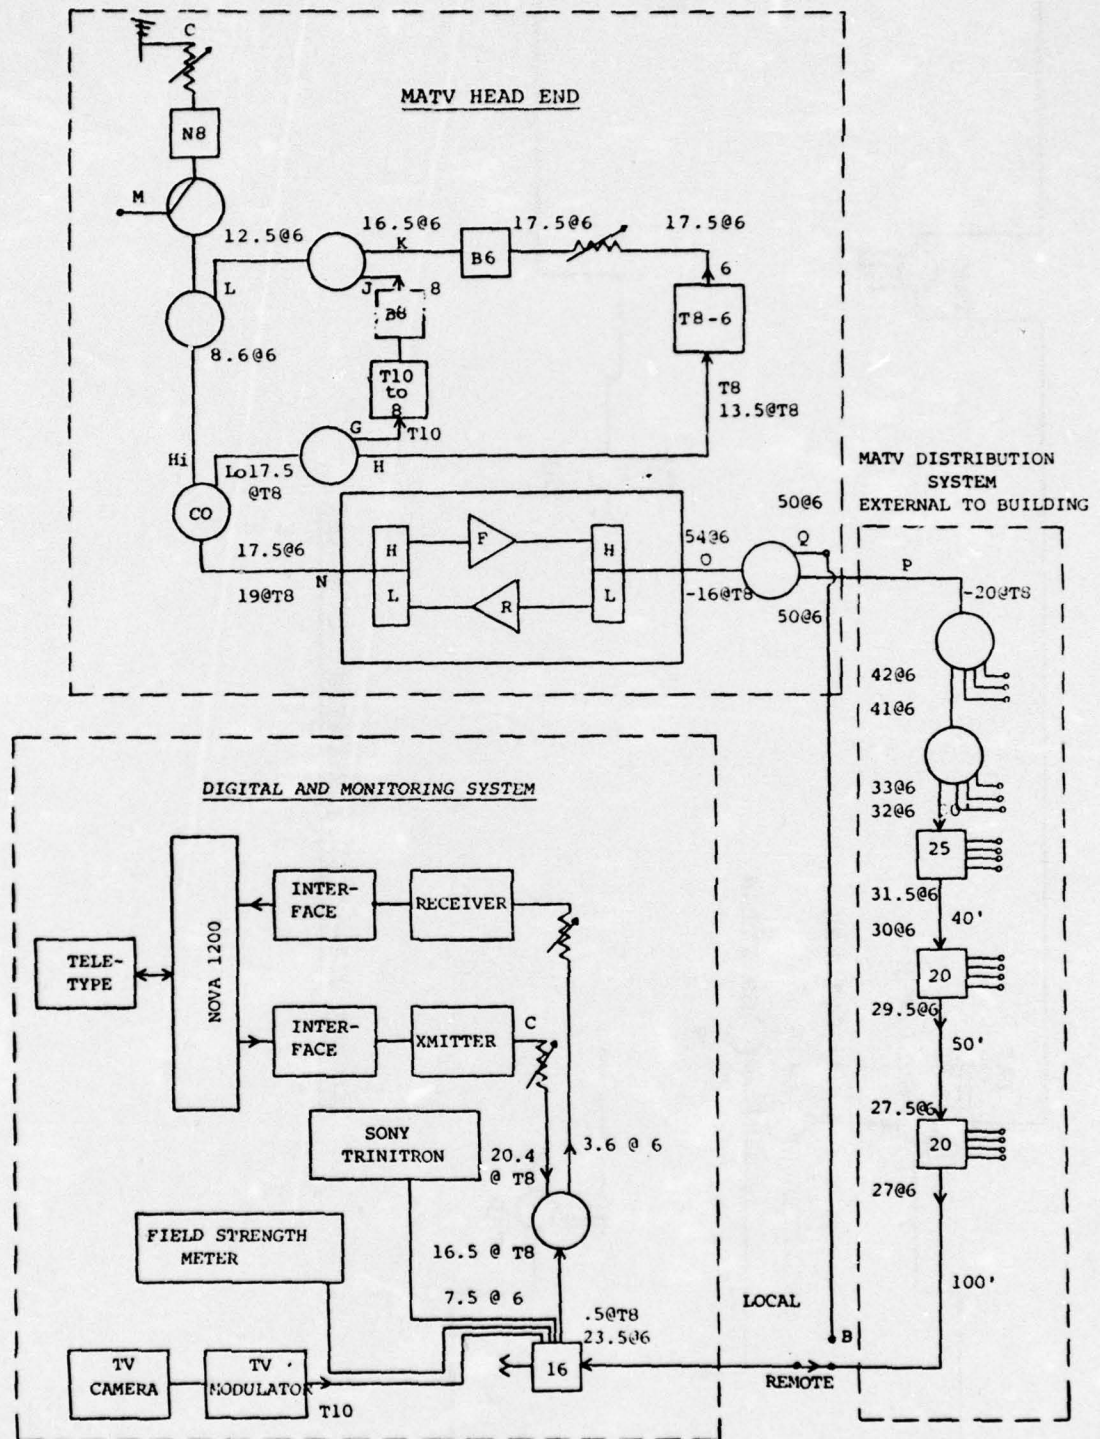 C
MATV HEAD END
N8
M
12.5@6
16.5@6
17.5@6
17.5@6
K
B6
6
L
J
8
B8
T8-6
8.6@6
T10
to
8
T8
13.5@T8
G
T10
Hi
Lo17.5
@T8
H
MATV DISTRIBUTION
SYSTEM
EXTERNAL TO BUILDING
CO
50@6
17.5@6
N
19@T8
H
L
F
R
H
L
54@6
O
-16@T8
Q
50@6
P
-20@T8
42@6
41@6
33@6
32@6
25
31.5@6
40'
30@6
20
29.5@6
50'
27.5@6
20
27@6
100'
DIGITAL AND MONITORING SYSTEM
TELE-
TYPE
NOVA 1200
INTER-
FACE
RECEIVER
INTER-
FACE
XMITTER
C
SONY
TRINITRON
20.4
@ T8
3.6 @ 6
FIELD STRENGTH
METER
16.5 @ T8
7.5 @ 6
.5@T8
23.5@6
LOCAL
B
16
REMOTE
TV
CAMERA
TV
MODULATOR
T10